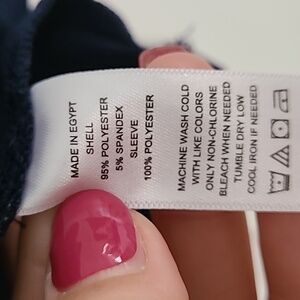 MADE IN EGYPT
SHELL
95% POLYESTER
5% SPANDEX
SLEEVE
100% POLYESTER
MACHINE WASH COLD
WITH LIKE COLORS
ONLY NON-CHLORINE
BLEACH WHEN NEEDED
TUMBLE DRY LOW
COOL IRON IF NEEDED